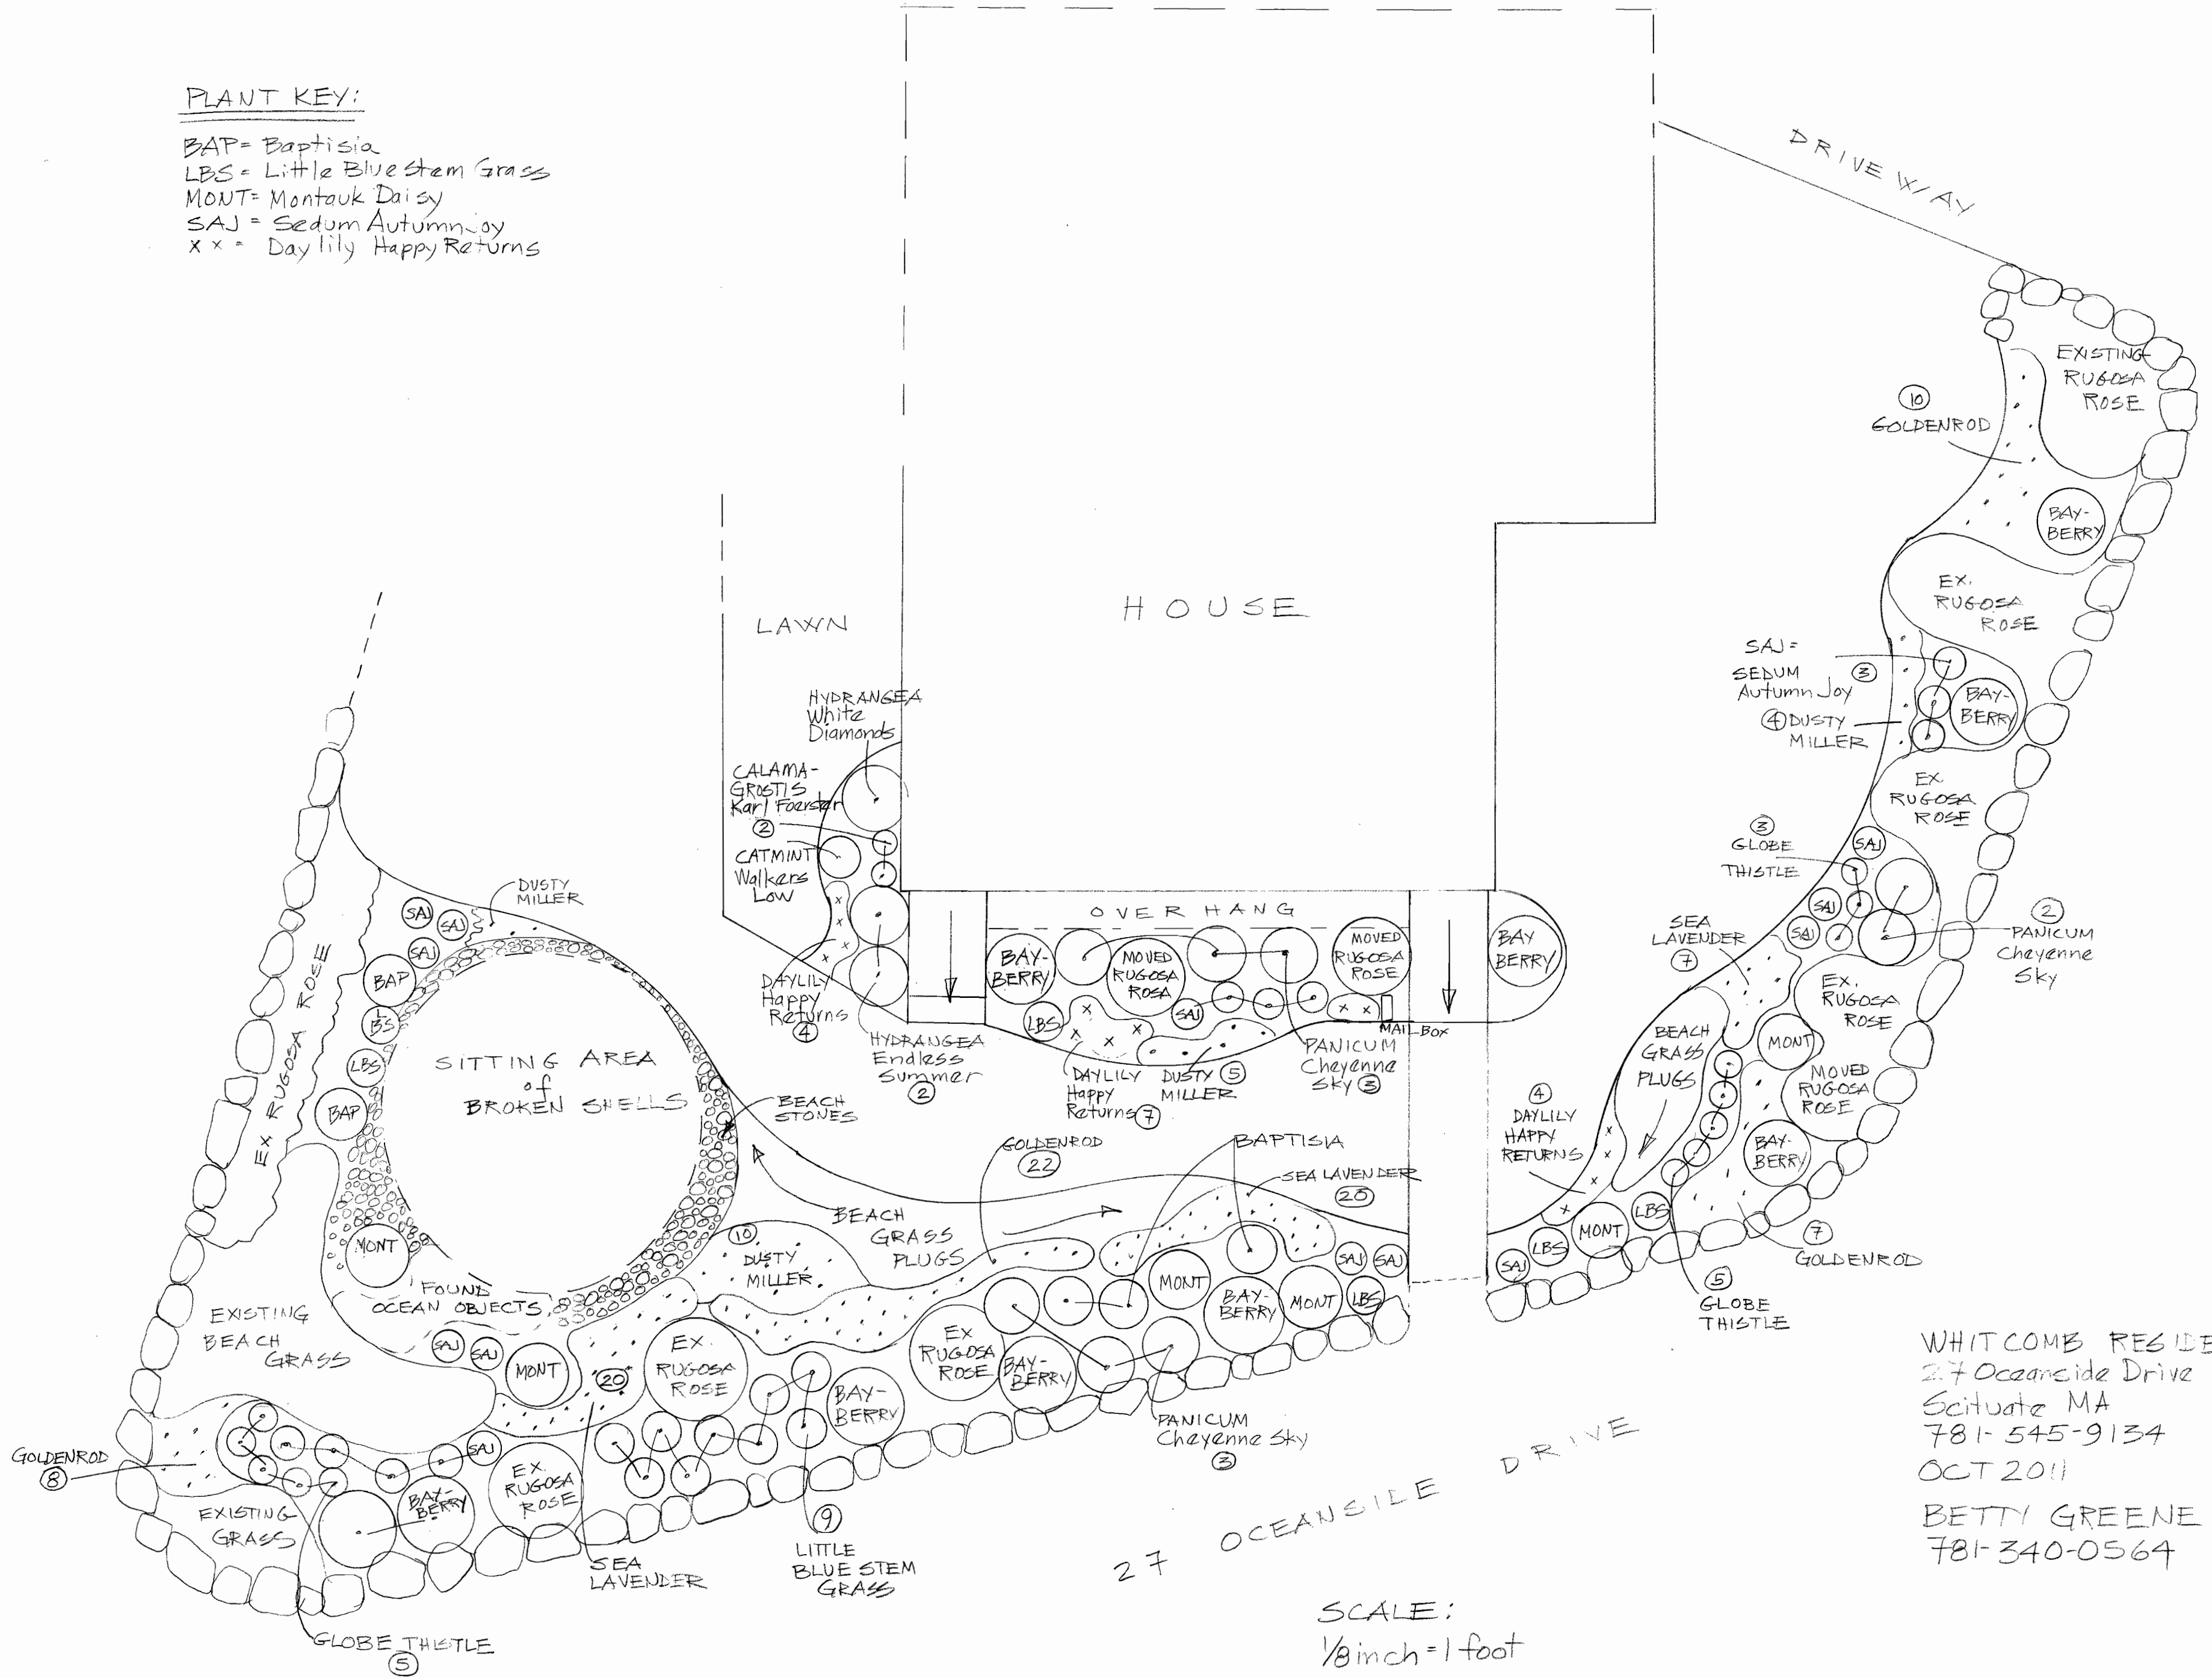 PLANT KEY:
BAP= Baptisia
LBS= Little Blue Stem Grass
MONT= Montauk Daisy
SAJ = Sedum Autumn Joy
x x = Day lily Happy Returns
DRIVEWAY
EXISTING
RUGOSA
ROSE
10
GOLDENROD
BAY-
BERRY
EX.
RUGOSA
ROSE
HOUSE
LAWN
SAJ =
SEDUM 3
Autumn Joy
4 DUSTY
MILLER
BAY-
BERRY
EX.
RUGOSA
ROSE
HYDRANGEA
White
Diamonds
CALAMA-
GROSTIS
Karl Foerster
2
CATMINT
Walkers
Low
DAYLILY
Happy
Returns
4
HYDRANGEA
Endless
Summer
2
OVERHANG
BAY-
BERRY
MOVED
RUGOSA
ROSA
MOVED
RUGOSA
ROSE
BAY
BERRY
LBS
x x x x
SAJ
x x
MAIL BOX
DAYLILY
Happy
Returns 7
DUSTY 5
MILLER
PANICUM
Cheyenne
Sky 3
3
GLOBE
THISTLE
SAJ
SAJ
SAJ
2
PANICUM
Cheyenne
Sky
SEA
LAVENDER
7
EX.
RUGOSA
ROSE
BEACH
GRASS
PLUGS
MONT
MOVED
RUGOSA
ROSE
BAY-
BERRY
4
DAYLILY
HAPPY
RETURNS
x x x x
LBS
MONT
LBS
SAJ
7
GOLDENROD
5
GLOBE
THISTLE
DUSTY
MILLER
SAJ
SAJ
SAJ
BAP
LBS
LBS
BAP
EX RUGOSA ROSE
SITTING AREA
of
BROKEN SHELLS
BEACH
STONES
MONT
FOUND
OCEAN OBJECTS
EXISTING
BEACH
GRASS
SAJ
SAJ
MONT
20
10
DUSTY
MILLER
BEACH
GRASS
PLUGS
GOLDENROD
22
BAPTISIA
SEA LAVENDER
20
MONT
BAY-
BERRY
MONT
SAJ
SAJ
LBS
EX.
RUGOSA
ROSE
BAY-
BERRY
EX
RUGOSA
ROSE
BAY-
BERRY
PANICUM
Cheyenne Sky
3
GOLDENROD
8
SAJ
EXISTING
GRASS
BAY-
BERRY
EX.
RUGOSA
ROSE
SEA
LAVENDER
9
LITTLE
BLUE STEM
GRASS
GLOBE THISTLE
5
27 OCEANSIDE DRIVE
SCALE:
1/8 inch = 1 foot
WHITCOMB RESIDE
27 Oceanside Drive
Scituate MA
781-545-9134
OCT 2011
BETTY GREENE
781-340-0564